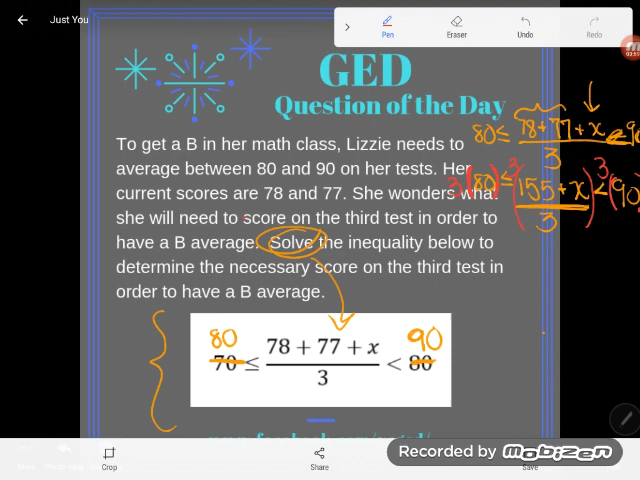 Just You
Pen
Eraser
Undo
Redo
GED
Question of the Day
To get a B in her math class, Lizzie needs to
average between 80 and 90 on her tests. Her
current scores are 78 and 77. She wonders what
she will need to score on the third test in order to
have a B average. Solve the inequality below to
determine the necessary score on the third test in
order to have a B average.
80 ≤ 78 + 77 + x < 90
3
3(80) ≤ 3(155 + x)3 < (90
3
80 90
70 ≤ 78 + 77 + x < 80
3
Recorded by mobizen
Crop
Share
Save